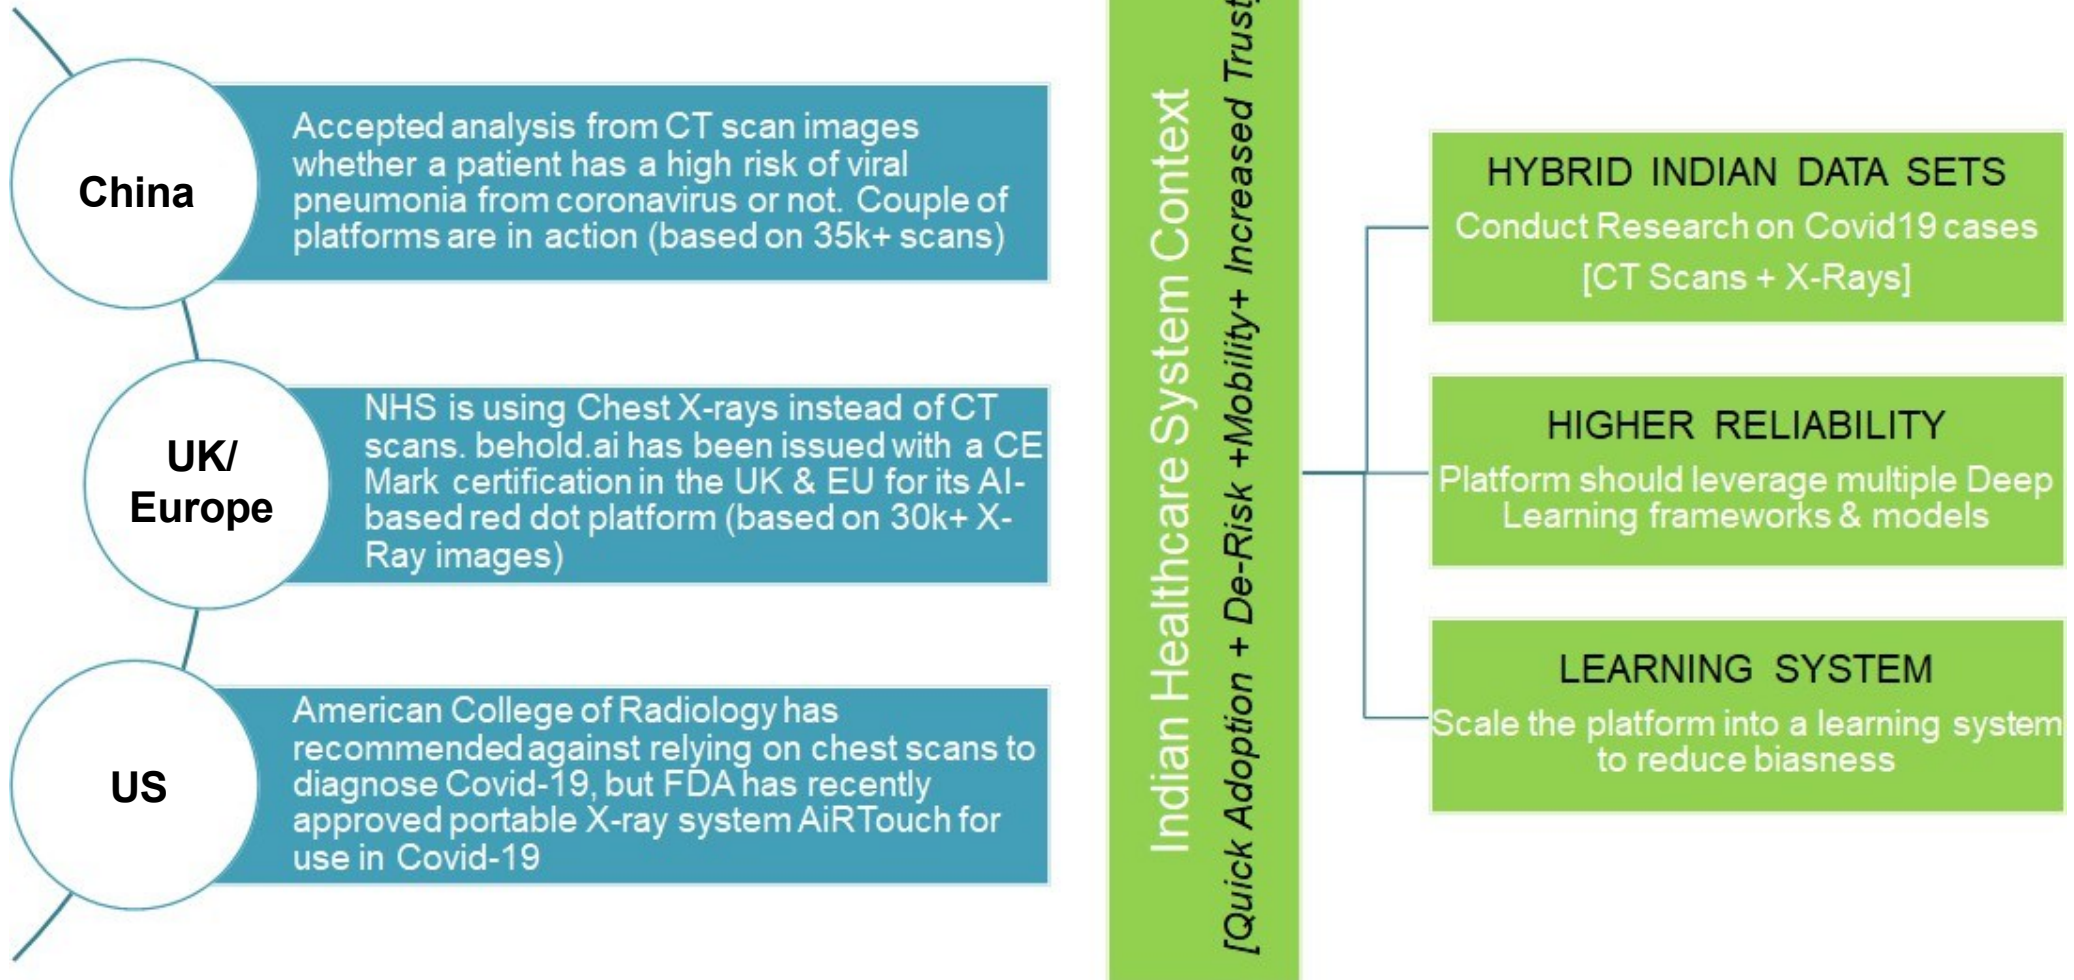 China
Accepted analysis from CT scan images
whether a patient has a high risk of viral
pneumonia from coronavirus or not. Couple of
platforms are in action (based on 35k+ scans)
UK/
Europe
NHS is using Chest X-rays instead of CT
scans. behold.ai has been issued with a CE
Mark certification in the UK & EU for its AI-
based red dot platform (based on 30k+ X-
Ray images)
US
American College of Radiology has
recommended against relying on chest scans to
diagnose Covid-19, but FDA has recently
approved portable X-ray system AiRTouch for
use in Covid-19
Indian Healthcare System Context
[Quick Adoption + De-Risk +Mobility+ Increased Trust
HYBRID INDIAN DATA SETS
Conduct Research on Covid19 cases
[CT Scans + X-Rays]
HIGHER RELIABILITY
Platform should leverage multiple Deep
Learning frameworks & models
LEARNING SYSTEM
Scale the platform into a learning system
to reduce biasness